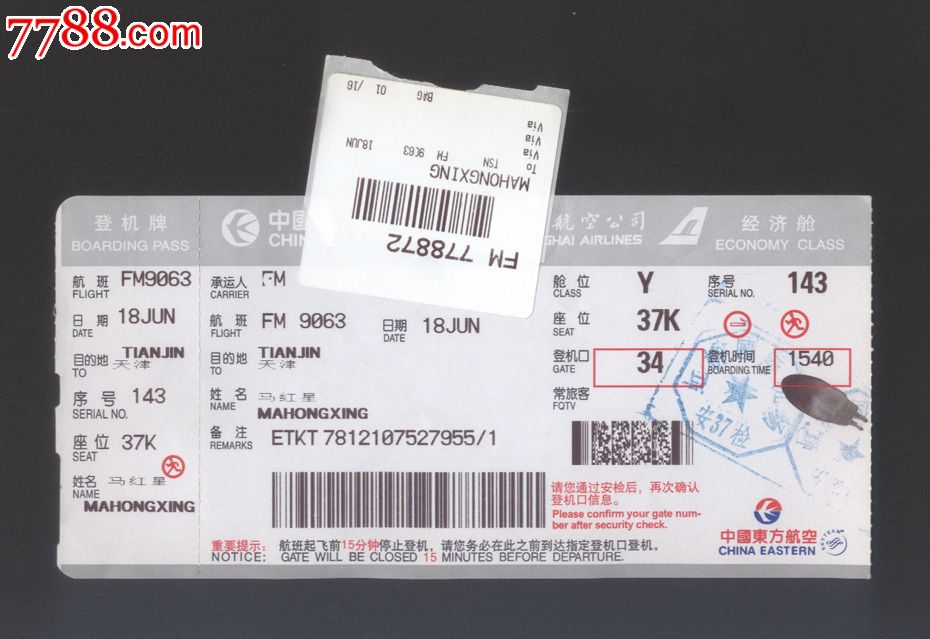 7788.com
01 /16
BAG
Via
Via
Via
To TSN
FM 9063 18JUN
MAHONGXING
FM 778872
登机牌
BOARDING PASS
中國
CHIN
航空公司
HAI AIRLINES
经济舱
ECONOMY CLASS
航班 FM9063
FLIGHT
日期 18JUN
DATE
目的地 TIANJIN
TO 天津
序号 143
SERIAL NO.
座位 37K
SEAT
姓名 马红星
NAME
MAHONGXING
承运人 FM
CARRIER
航班 FM 9063
FLIGHT
日期 18JUN
DATE
目的地 TIANJIN
TO 天津
姓名 马红星
NAME
MAHONGXING
备注 ETKT 7812107527955/1
REMARKS
舱位 Y
CLASS
序号 143
SERIAL NO.
座位 37K
SEAT
登机口 34
GATE
登机时间 1540
BOARDING TIME
常旅客
FQTV
安37检
请您通过安检后，再次确认
登机口信息。
Please confirm your gate num-
ber after security check.
中國東方航空
CHINA EASTERN
SKYTEAM
重要提示： 航班起飞前15分钟停止登机，请您务必在此之前到达指定登机口登机。
NOTICE: GATE WILL BE CLOSED 15 MINUTES BEFORE DEPARTURE.